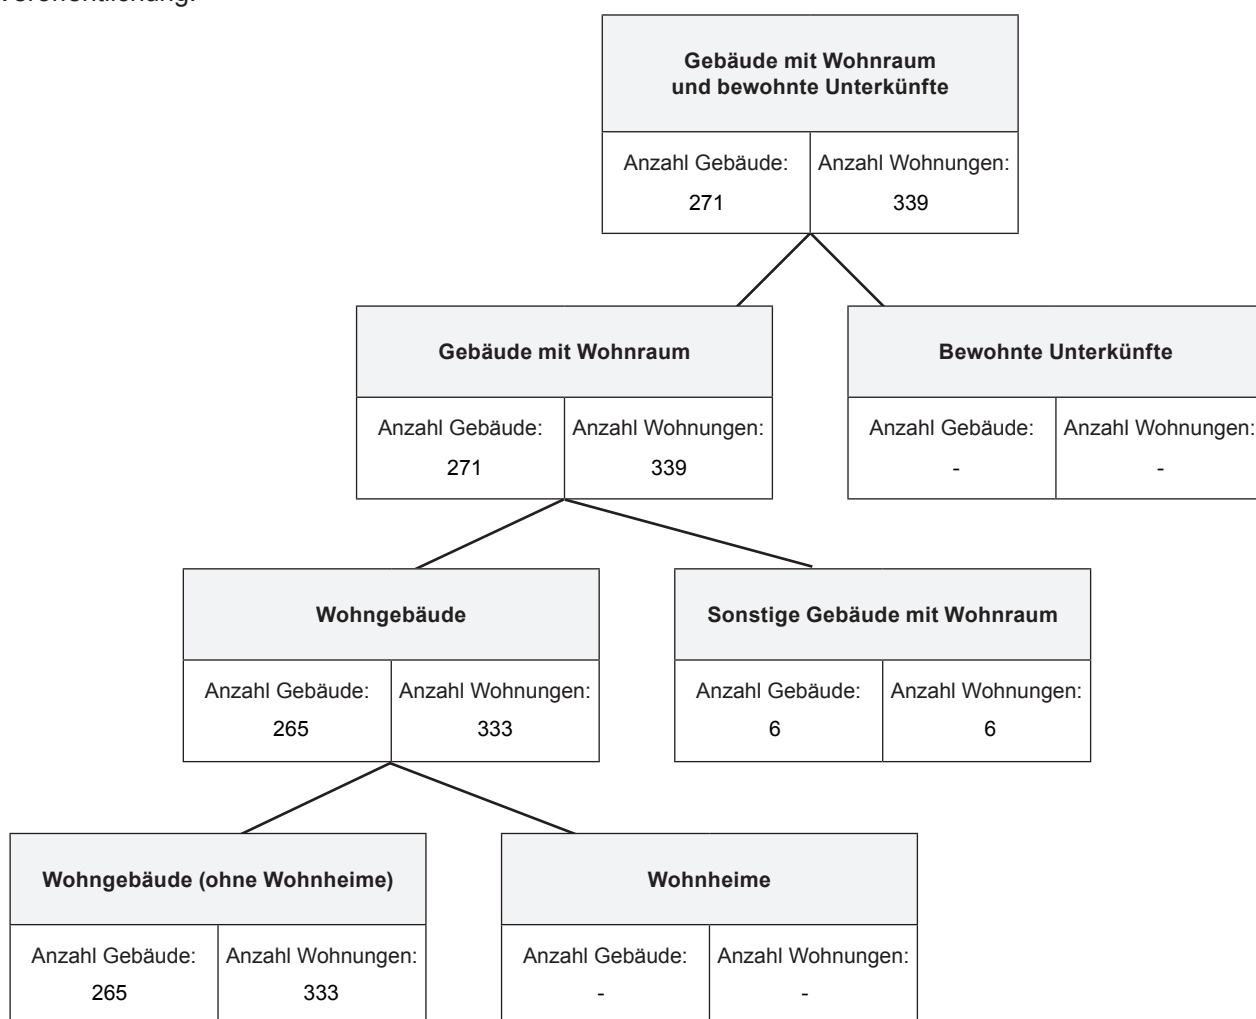 Veröffentlichung.
Gebäude mit Wohnraum
und bewohnte Unterkünfte
Anzahl Gebäude: Anzahl Wohnungen:
271 339
Gebäude mit Wohnraum
Bewohnte Unterkünfte
Anzahl Gebäude: Anzahl Wohnungen:
271 339
Anzahl Gebäude: Anzahl Wohnungen:
- -
Wohngebäude
Sonstige Gebäude mit Wohnraum
Anzahl Gebäude: Anzahl Wohnungen:
265 333
Anzahl Gebäude: Anzahl Wohnungen:
6 6
Wohngebäude (ohne Wohnheime)
Wohnheime
Anzahl Gebäude: Anzahl Wohnungen:
265 333
Anzahl Gebäude: Anzahl Wohnungen:
- -